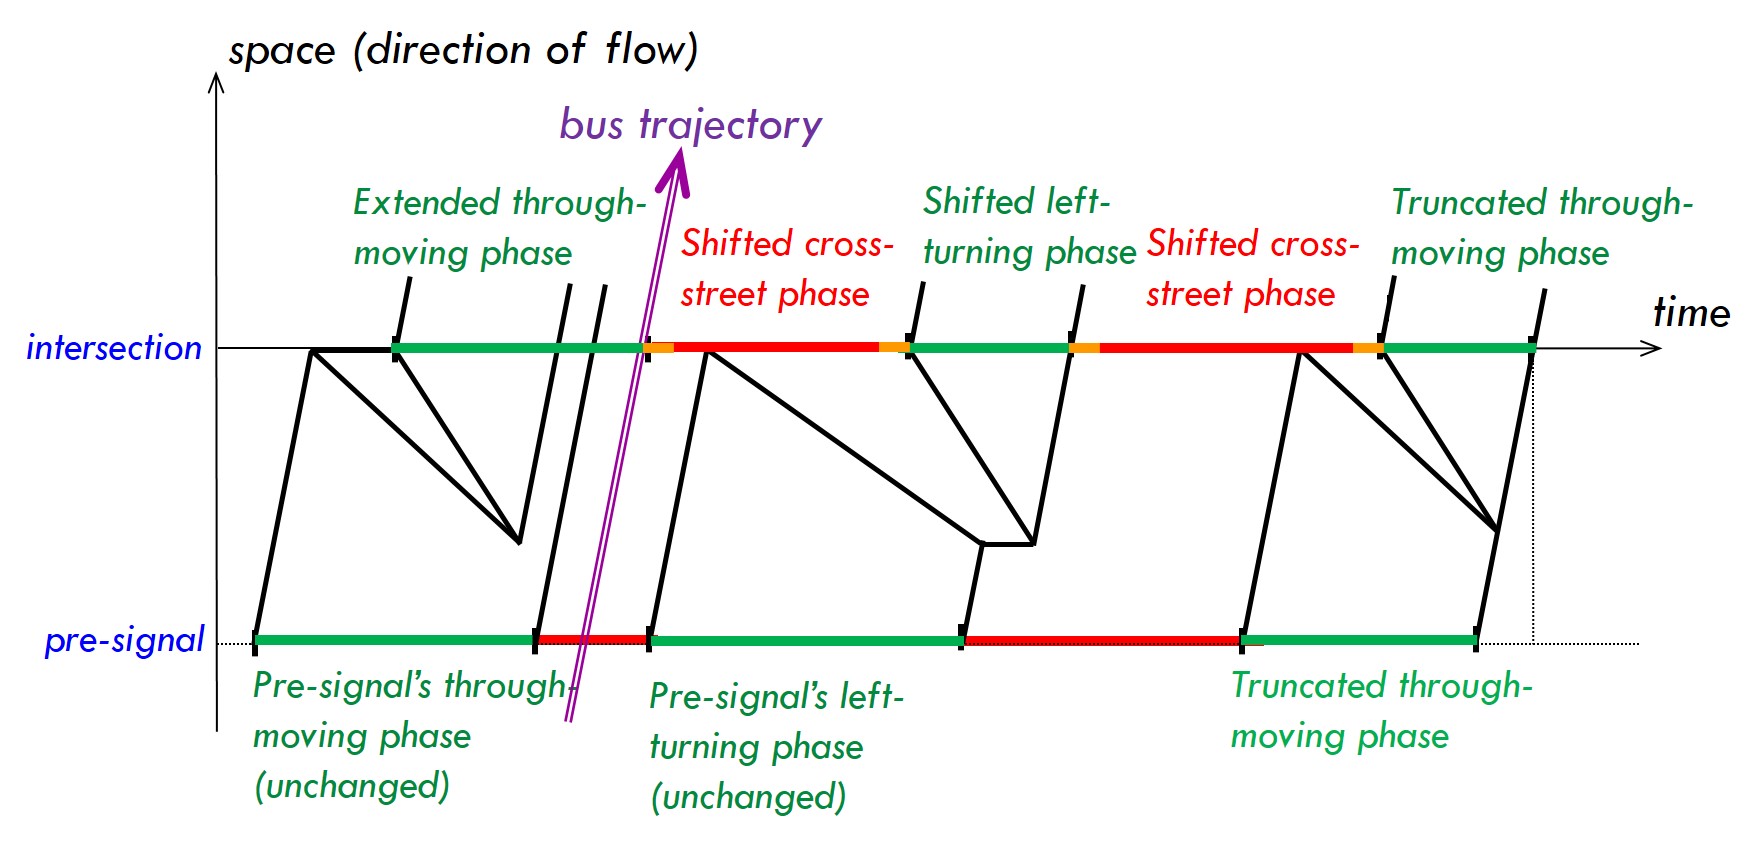 space (direction of flow)
bus trajectory
Extended through-
moving phase
Shifted cross-
street phase
Shifted left-
turning phase
Shifted cross-
street phase
Truncated through-
moving phase
time
intersection
pre-signal
Pre-signal's through-
moving phase
(unchanged)
Pre-signal's left-
turning phase
(unchanged)
Truncated through-
moving phase